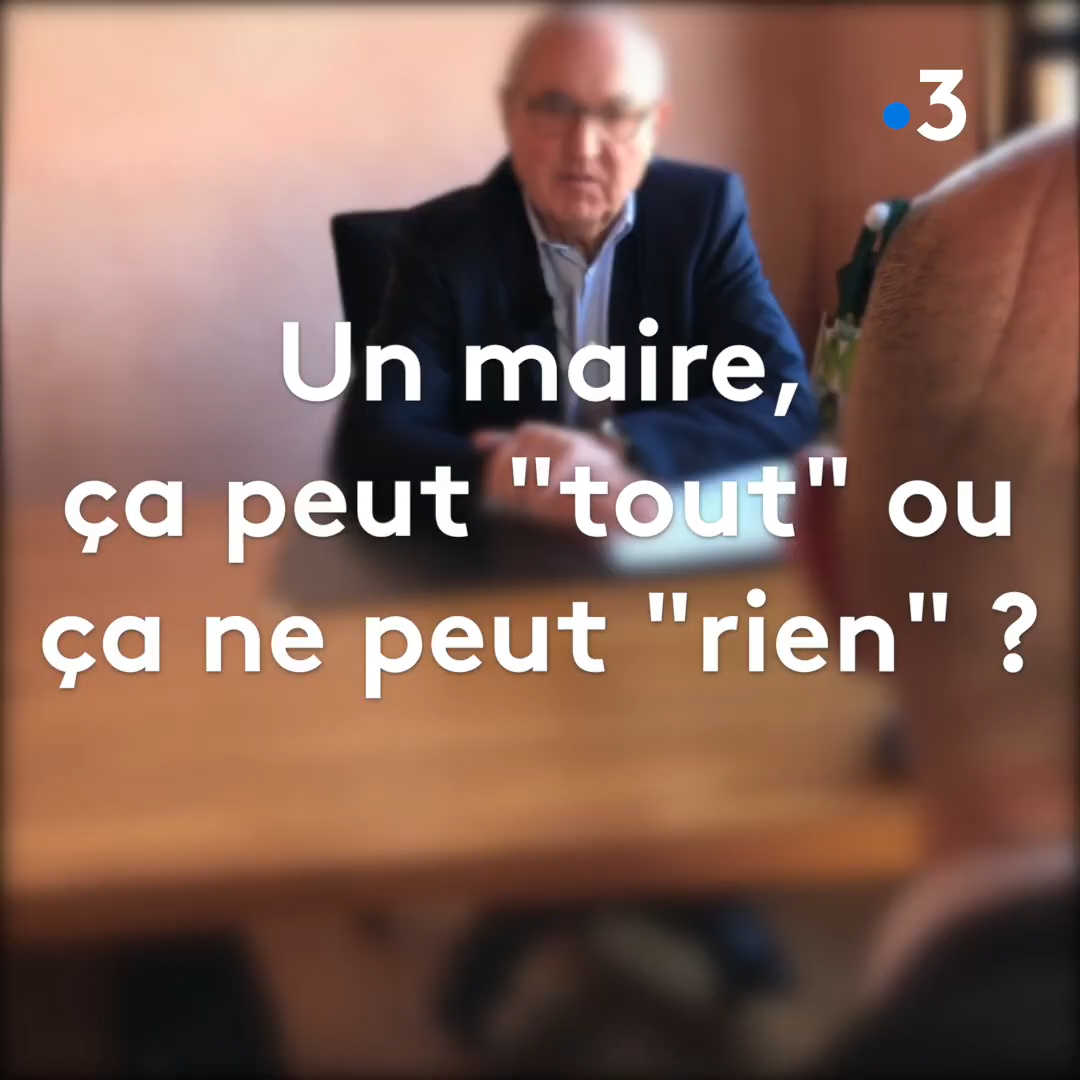 3
Un maire,
ça peut "tout" ou
ça ne peut "rien" ?